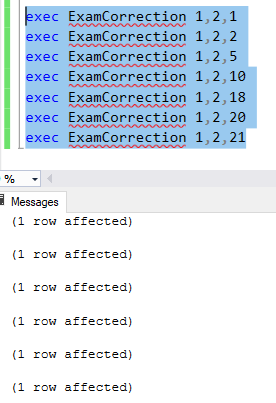 exec ExamCorrection 1,2,1
exec ExamCorrection 1,2,2
exec ExamCorrection 1,2,5
exec ExamCorrection 1,2,10
exec ExamCorrection 1,2,18
exec ExamCorrection 1,2,20
exec ExamCorrection 1,2,21
%
Messages
(1 row affected)
(1 row affected)
(1 row affected)
(1 row affected)
(1 row affected)
(1 row affected)